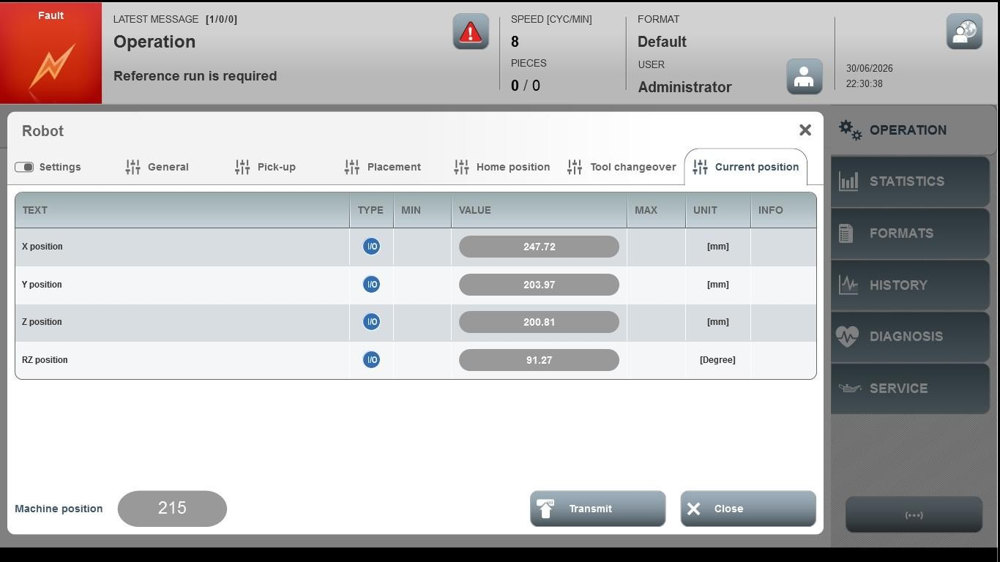 Fault
LATEST MESSAGE [1/0/0]
Operation
Reference run is required
SPEED [CYC/MIN]
8
PIECES
0 / 0
FORMAT
Default
USER
Administrator
30/06/2026
22:30:38
Robot
Settings General Pick-up Placement Home position Tool changeover Current position
TEXT TYPE MIN VALUE MAX UNIT INFO
X position I/O 247.72 [mm]
Y position I/O 203.97 [mm]
Z position I/O 200.81 [mm]
RZ position I/O 91.27 [Degree]
Machine position 215
Transmit
Close
OPERATION
STATISTICS
FORMATS
HISTORY
DIAGNOSIS
SERVICE
(•••)